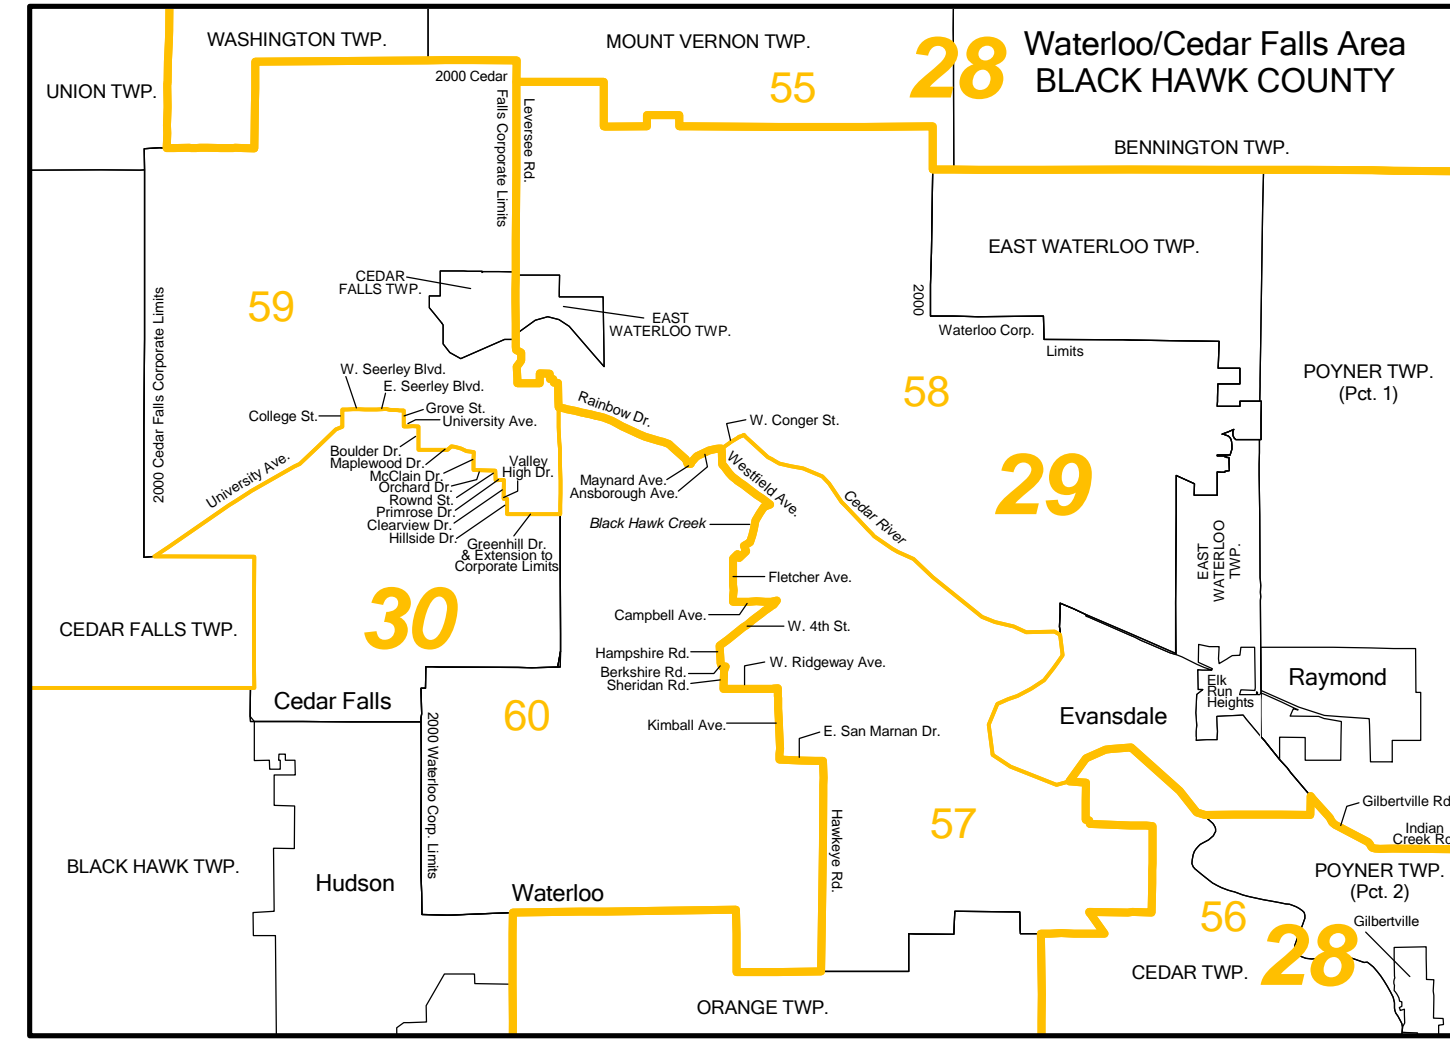 WASHINGTON TWP.
MOUNT VERNON TWP.
28
Waterloo/Cedar Falls Area
BLACK HAWK COUNTY
UNION TWP.
2000 Cedar
Falls Corporate Limits
Leversee Rd.
55
BENNINGTON TWP.
EAST WATERLOO TWP.
CEDAR
FALLS TWP.
59
2000 Cedar Falls Corporate Limits
EAST
WATERLOO TWP.
2000
Waterloo Corp.
Limits
POYNER TWP.
(Pct. 1)
W. Seerley Blvd.
E. Seerley Blvd.
College St.
Grove St.
University Ave.
University Ave.
Boulder Dr.
Maplewood Dr.
McClain Dr.
Orchard Dr.
Rownd St.
Primrose Dr.
Clearview Dr.
Hillside Dr.
Valley
High Dr.
Greenhill Dr.
& Extension to
Corporate Limits
Rainbow Dr.
58
W. Conger St.
Maynard Ave.
Ansborough Ave.
Westfield Ave.
Black Hawk Creek
Cedar River
29
Fletcher Ave.
EAST
WATERLOO
TWP.
Campbell Ave.
W. 4th St.
30
CEDAR FALLS TWP.
Hampshire Rd.
Berkshire Rd.
Sheridan Rd.
W. Ridgeway Ave.
Cedar Falls
60
Kimball Ave.
E. San Marnan Dr.
Evansdale
Elk
Run
Heights
Raymond
2000 Waterloo Corp. Limits
Hawkeye Rd.
57
Gilbertville Rd
Indian
Creek Rd
BLACK HAWK TWP.
Hudson
Waterloo
POYNER TWP.
(Pct. 2)
56
28
Gilbertville
CEDAR TWP.
ORANGE TWP.